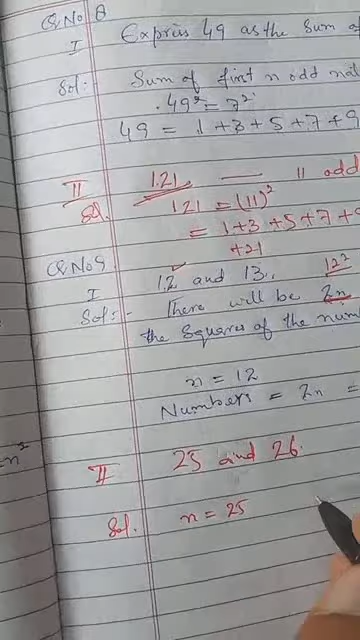 Q.No 8
I Express 49 as the Sum of
Sol:- Sum of first n odd nat
49² = 7²
49 = 1+3+5+7+9
II 121 — 11 odd
Sol. 121 = (11)²
= 1+3+5+7+9
+21
Q.No 9.
I 12 and 13. 12²
Sol:- There will be 2n
the Squares of the num
n = 12
Numbers = 2n =
= n²
II 25 and 26.
Sol. n = 25